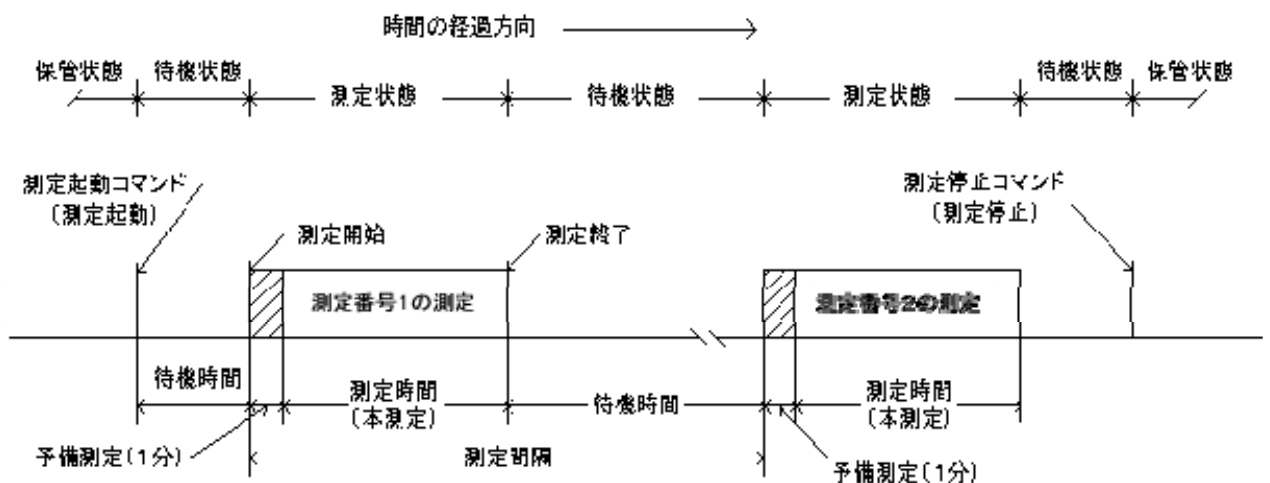 時間の経過方向
保管状態
待機状態
測定状態
待機状態
測定状態
待機状態
保管状態
測定起動コマンド
(測定起動)
測定開始
測定終了
測定停止コマンド
(測定停止)
測定番号1の測定
測定番号2の測定
待機時間
測定時間
(本測定)
待機時間
測定時間
(本測定)
予備測定(1分)
測定間隔
予備測定(1分)